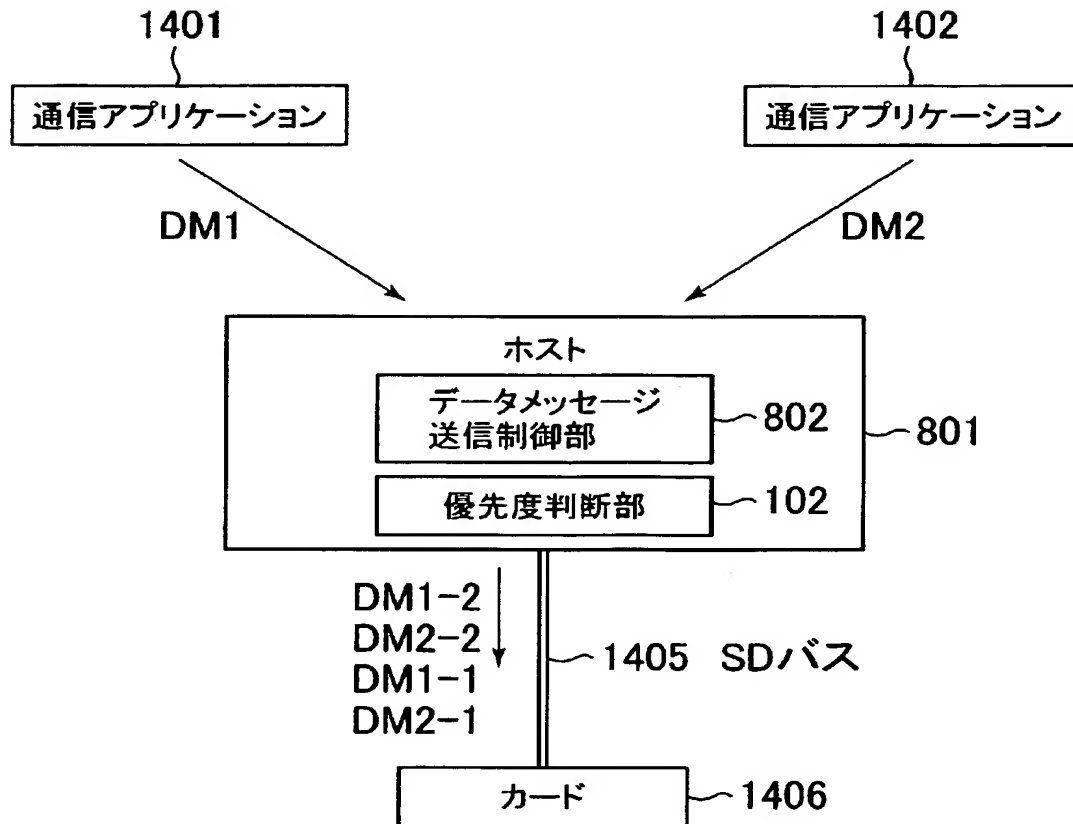 1401
1402
通信アプリケーション
通信アプリケーション
DM1
DM2
ホスト
データメッセージ
送信制御部
802
801
優先度判断部
102
DM1-2
DM2-2
DM1-1
DM2-1
1405 SDバス
カード
1406